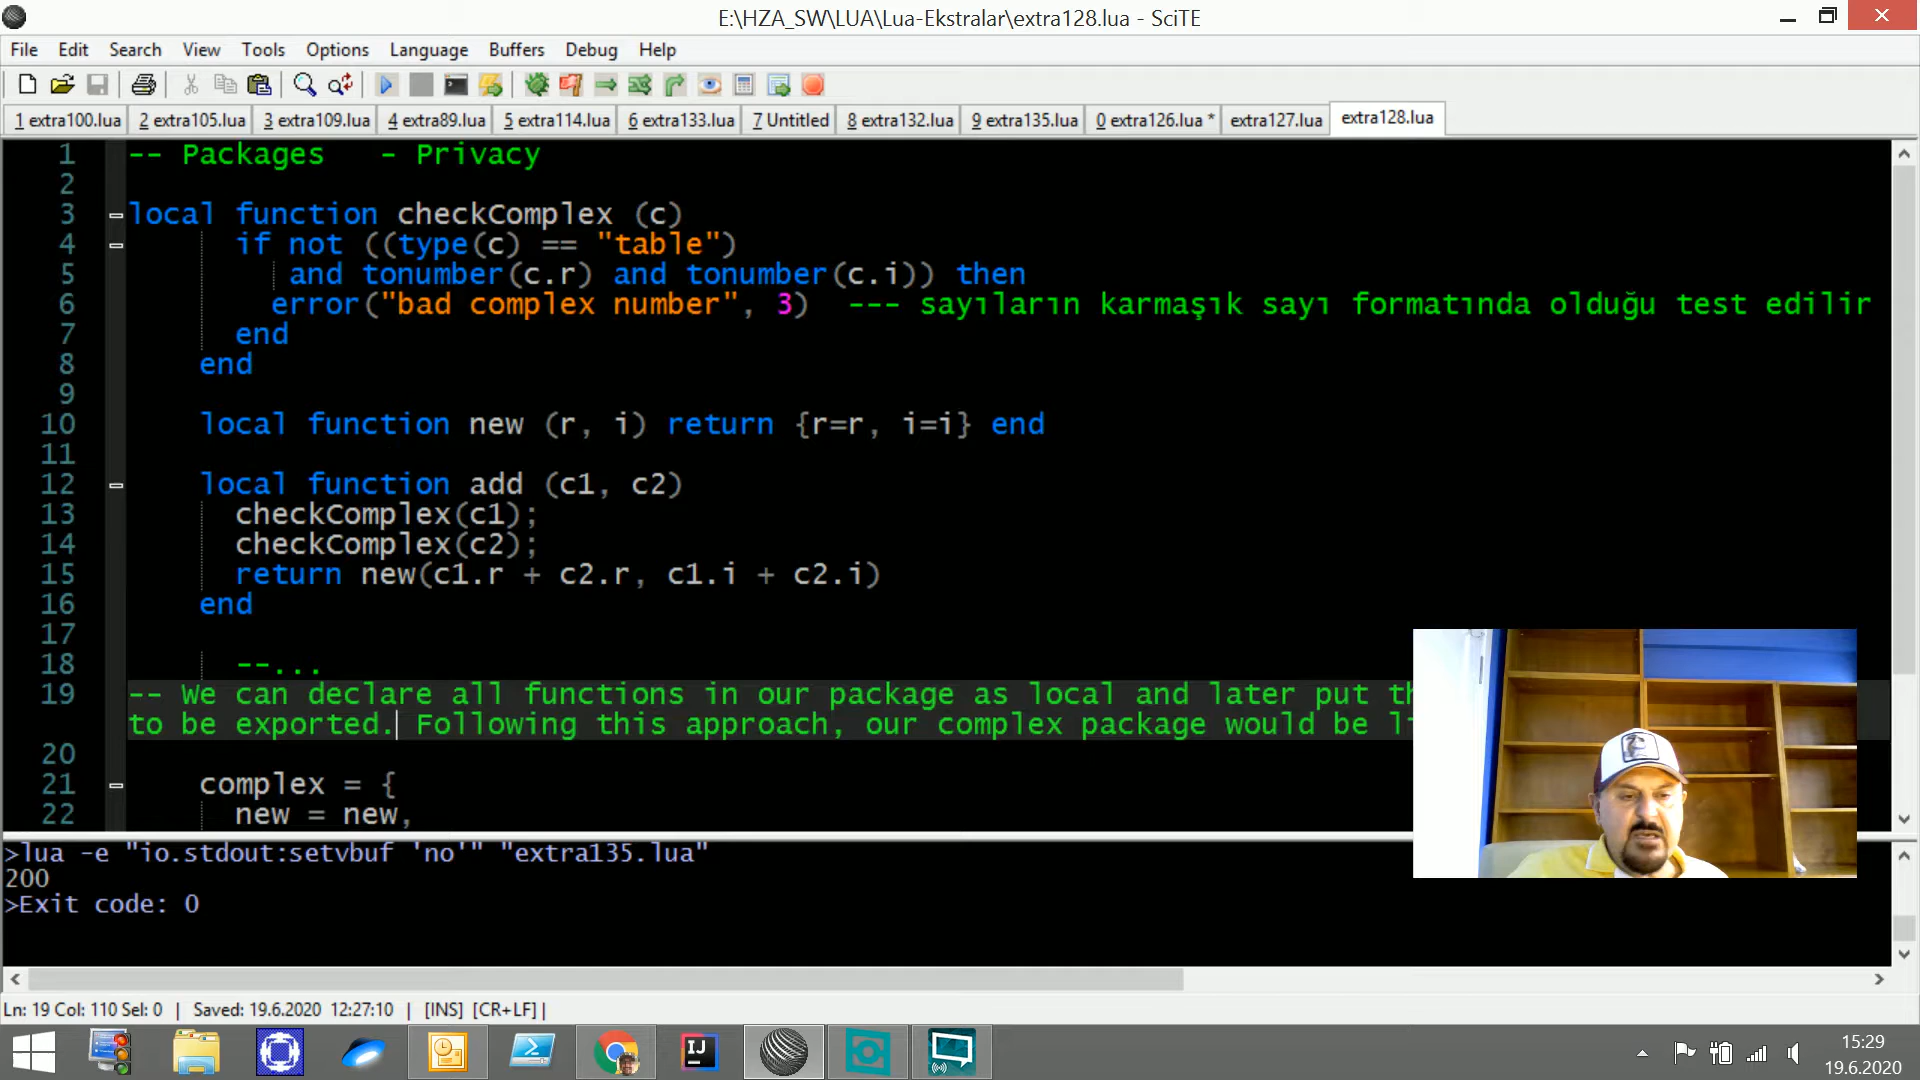 E:\HZA_SW\LUA\Lua-Ekstralar\extra128.lua - SciTE
File Edit Search View Tools Options Language Buffers Debug Help
1 extra100.lua 2 extra105.lua 3 extra109.lua 4 extra89.lua 5 extra114.lua 6 extra133.lua 7 Untitled 8 extra132.lua 9 extra135.lua 0 extra126.lua * extra127.lua extra128.lua
1 -- Packages - Privacy
2
3 local function checkComplex (c)
4 if not ((type(c) == "table")
5 and tonumber(c.r) and tonumber(c.i)) then
6 error("bad complex number", 3) --- sayıların karmaşık sayı formatında olduğu test edilir
7 end
8 end
9
10 local function new (r, i) return {r=r, i=i} end
11
12 local function add (c1, c2)
13 checkComplex(c1);
14 checkComplex(c2);
15 return new(c1.r + c2.r, c1.i + c2.i)
16 end
17
18 --...
19 -- We can declare all functions in our package as local and later put
to be exported. Following this approach, our complex package would be
20
21 complex = {
22 new = new,
>lua -e "io.stdout:setvbuf 'no'" "extra135.lua"
200
>Exit code: 0
Ln: 19 Col: 110 Sel: 0 | Saved: 19.6.2020 12:27:10 | [INS] [CR+LF] |
IJ
15:29
19.6.2020